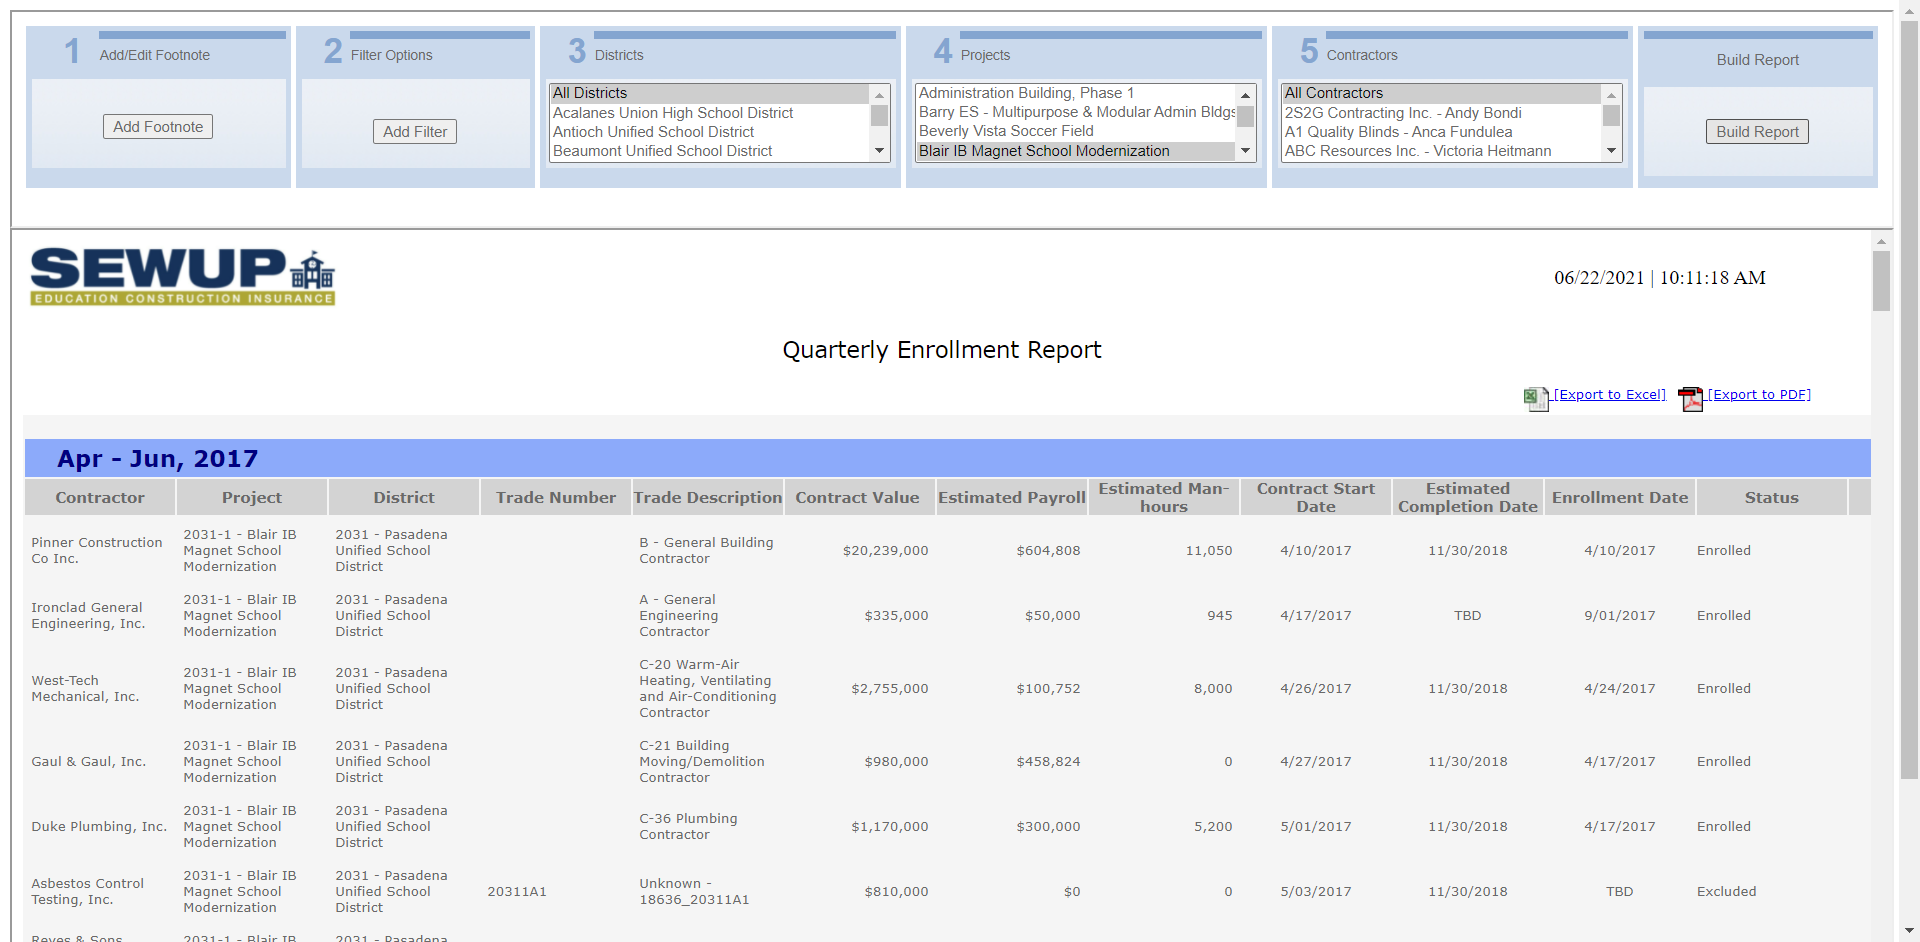 1 Add/Edit Footnote
Add Footnote
2 Filter Options
Add Filter
3 Districts
All Districts
Acalanes Union High School District
Antioch Unified School District
Beaumont Unified School District
4 Projects
Administration Building, Phase 1
Barry ES - Multipurpose & Modular Admin Bldgs
Beverly Vista Soccer Field
Blair IB Magnet School Modernization
5 Contractors
All Contractors
2S2G Contracting Inc. - Andy Bondi
A1 Quality Blinds - Anca Fundulea
ABC Resources Inc. - Victoria Heitmann
Build Report
Build Report
SEWUP
EDUCATION CONSTRUCTION INSURANCE
06/22/2021 | 10:11:18 AM
Quarterly Enrollment Report
[Export to Excel] [Export to PDF]
Apr - Jun, 2017
Contractor Project District Trade Number Trade Description Contract Value Estimated Payroll Estimated Man-
hours Contract Start
Date Estimated
Completion Date Enrollment Date Status
Pinner Construction
Co Inc.
2031-1 - Blair IB
Magnet School
Modernization
2031 - Pasadena
Unified School
District
B - General Building
Contractor
$20,239,000 $604,808 11,050 4/10/2017 11/30/2018 4/10/2017 Enrolled
Ironclad General
Engineering, Inc.
2031-1 - Blair IB
Magnet School
Modernization
2031 - Pasadena
Unified School
District
A - General
Engineering
Contractor
$335,000 $50,000 945 4/17/2017 TBD 9/01/2017 Enrolled
West-Tech
Mechanical, Inc.
2031-1 - Blair IB
Magnet School
Modernization
2031 - Pasadena
Unified School
District
C-20 Warm-Air
Heating, Ventilating
and Air-Conditioning
Contractor
$2,755,000 $100,752 8,000 4/26/2017 11/30/2018 4/24/2017 Enrolled
Gaul & Gaul, Inc.
2031-1 - Blair IB
Magnet School
Modernization
2031 - Pasadena
Unified School
District
C-21 Building
Moving/Demolition
Contractor
$980,000 $458,824 0 4/27/2017 11/30/2018 4/17/2017 Enrolled
Duke Plumbing, Inc.
2031-1 - Blair IB
Magnet School
Modernization
2031 - Pasadena
Unified School
District
C-36 Plumbing
Contractor
$1,170,000 $300,000 5,200 5/01/2017 11/30/2018 4/17/2017 Enrolled
Asbestos Control
Testing, Inc.
2031-1 - Blair IB
Magnet School
Modernization
2031 - Pasadena
Unified School
District
20311A1
Unknown -
18636_20311A1
$810,000 $0 0 5/03/2017 11/30/2018 TBD Excluded
Reyes & Sons
2031-1 - Blair IB
2031 - Pasadena